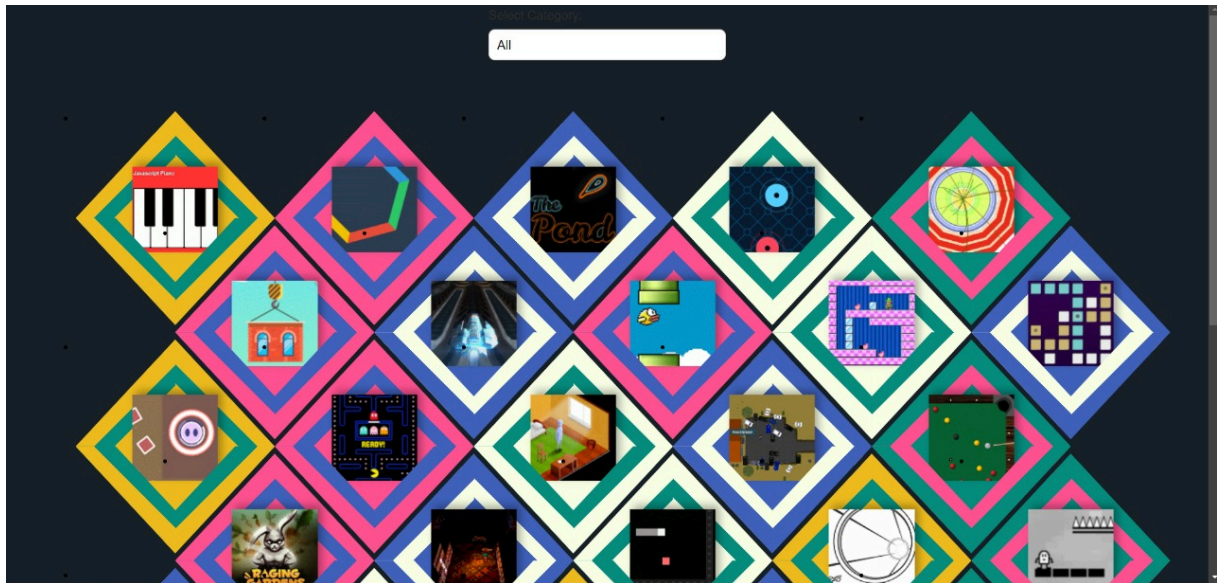 Select Category:
All
Javascript Piano
The
Pond
READY!
RAGING
GARDENS